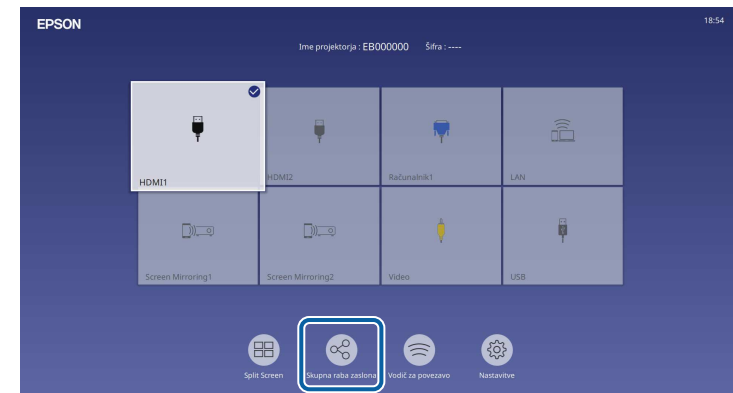 EPSON
18:54
Ime projektorja : EB000000 Šifra : ----
HDMI1
HDMI2
Računalnik1
LAN
Screen Mirroring1
Screen Mirroring2
Video
USB
Split Screen
Skupna raba zaslona
Vodič za povezavo
Nastavitve